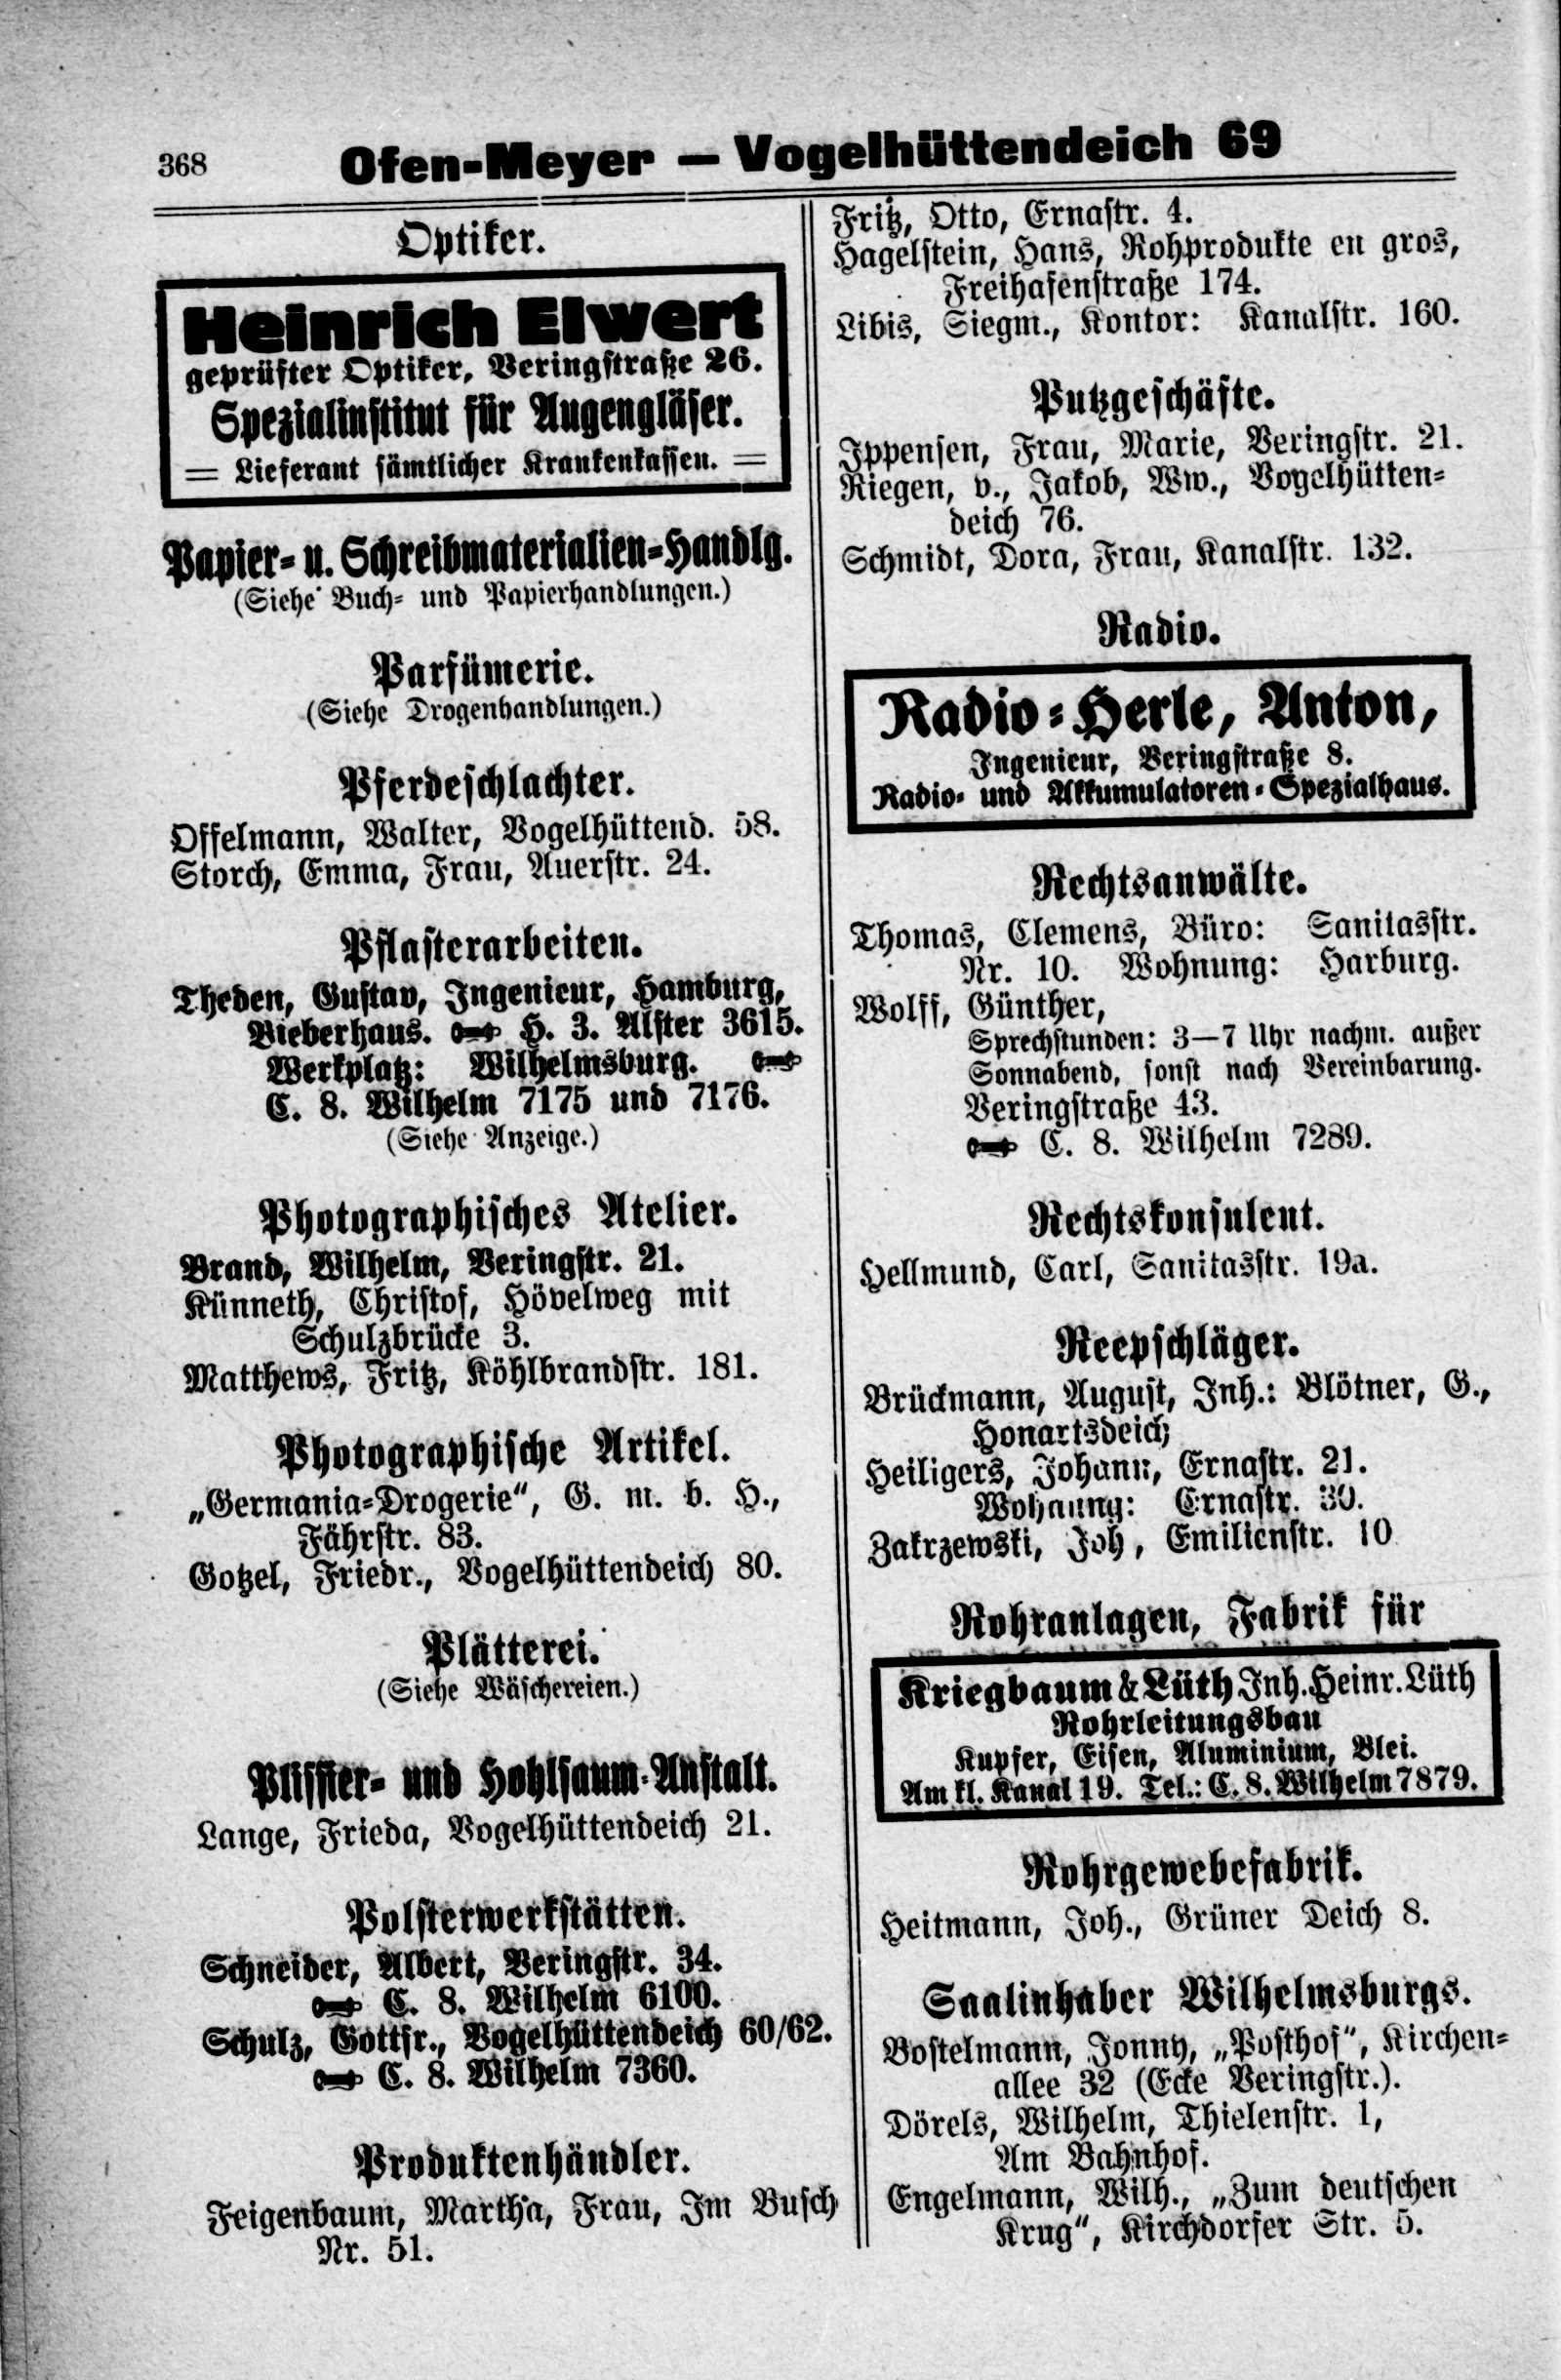 368
Ofen-Meyer — Vogelhüttendeich 69
Optiker.
Heinrich Elwert
geprüfter Optiker, Veringstraße 26.
Spezialinstitut für Augengläser.
= Lieferant sämtlicher Krankenkassen. =
Papier- u. Schreibmaterialien-Handlg.
(Siehe Buch- und Papierhandlungen.)
Parfümerie.
(Siehe Drogenhandlungen.)
Pferdeschlachter.
Offelmann, Walter, Vogelhüttend. 58.
Storch, Emma, Frau, Auerstr. 24.
Pflasterarbeiten.
Theden, Gustav, Ingenieur, Hamburg,
Bieberhaus. H. 3. Alster 3615.
Werkplatz: Wilhelmsburg.
C. 8. Wilhelm 7175 und 7176.
(Siehe Anzeige.)
Photographisches Atelier.
Brand, Wilhelm, Veringstr. 21.
Künneth, Christof, Hövelweg mit
Schulzbrücke 3.
Matthews, Fritz, Köhlbrandstr. 181.
Photographische Artikel.
„Germania-Drogerie“, G. m. b. H.,
Fährstr. 83.
Gotzel, Friedr., Vogelhüttendeich 80.
Plätterei.
(Siehe Wäschereien.)
Plissier- und Hohlsaum-Anstalt.
Lange, Frieda, Vogelhüttendeich 21.
Polsterwerkstätten.
Schneider, Albert, Veringstr. 34.
C. 8. Wilhelm 6100.
Schulz, Gottfr., Vogelhüttendeich 60/62.
C. 8. Wilhelm 7360.
Produktenhändler.
Feigenbaum, Martha, Frau, Im Busch
Nr. 51.
Fritz, Otto, Ernastr. 4.
Hagelstein, Hans, Rohprodukte en gros,
Freihafenstraße 174.
Libis, Siegm., Kontor: Kanalstr. 160.
Putzgeschäfte.
Ippensen, Frau, Marie, Veringstr. 21.
Riegen, v., Jakob, Ww., Vogelhütten-
deich 76.
Schmidt, Dora, Frau, Kanalstr. 132.
Radio.
Radio-Herle, Anton,
Ingenieur, Veringstraße 8.
Radio- und Akkumulatoren-Spezialhaus.
Rechtsanwälte.
Thomas, Clemens, Büro: Sanitasstr.
Nr. 10. Wohnung: Harburg.
Wolff, Günther,
Sprechstunden: 3—7 Uhr nachm. außer
Sonnabend, sonst nach Vereinbarung.
Veringstraße 43.
C. 8. Wilhelm 7289.
Rechtskonsulent.
Hellmund, Carl, Sanitasstr. 19a.
Reepschläger.
Brückmann, August, Inh.: Blötner, G.,
Honartsdeich
Heiligers, Johann, Ernastr. 21.
Wohnung: Ernastr. 30.
Zakrzewski, Joh, Emilienstr. 10
Rohranlagen, Fabrik für
Kriegbaum & Lüth Inh. Heinr. Lüth
Rohrleitungsbau
Kupfer, Eisen, Aluminium, Blei.
Am kl. Kanal 19. Tel.: C. 8. Wilhelm 7879.
Rohrgewebefabrik.
Heitmann, Joh., Grüner Deich 8.
Saalinhaber Wilhelmsburgs.
Bostelmann, Jonny, „Posthof“, Kirchen-
allee 32 (Ecke Veringstr.).
Dörels, Wilhelm, Thielenstr. 1,
Am Bahnhof.
Engelmann, Wilh., „Zum deutschen
Krug“, Kirchdorfer Str. 5.